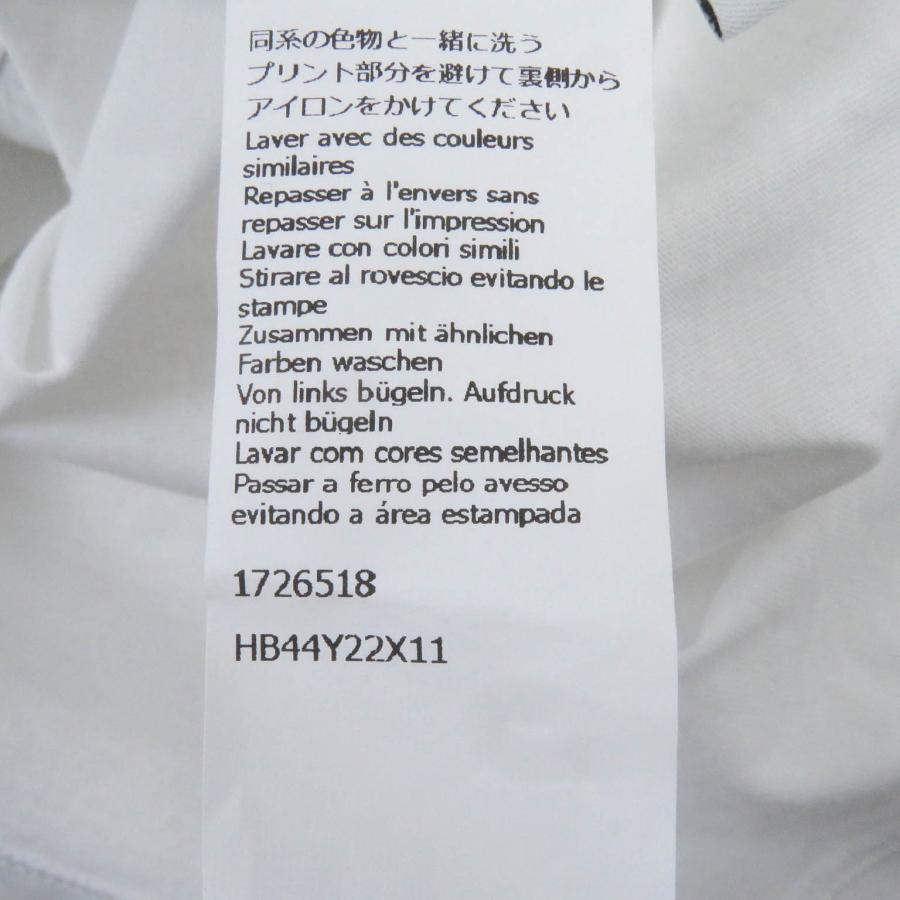 同系の色物と一緒に洗う
プリント部分を避けて裏側から
アイロンをかけてください
Laver avec des couleurs
similaires
Repasser à l'envers sans
repasser sur l'impression
Lavare con colori simili
Stirare al rovescio evitando le
stampe
Zusammen mit ähnlichen
Farben waschen
Von links bügeln. Aufdruck
nicht bügeln
Lavar com cores semelhantes
Passar a ferro pelo avesso
evitando a área estampada
1726518
HB44Y22X11